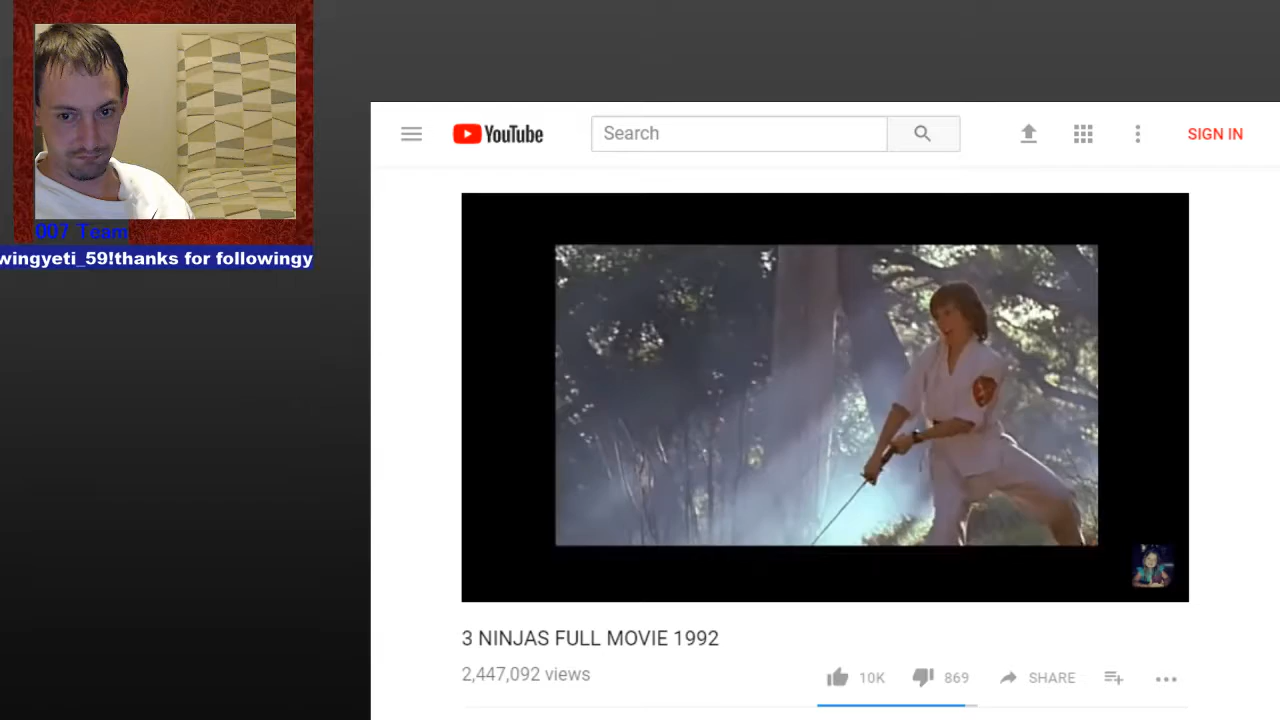 007 Team
wingyeti_59!thanks for followingy
YouTube
Search
SIGN IN
3 NINJAS FULL MOVIE 1992
2,447,092 views
10K
869
SHARE